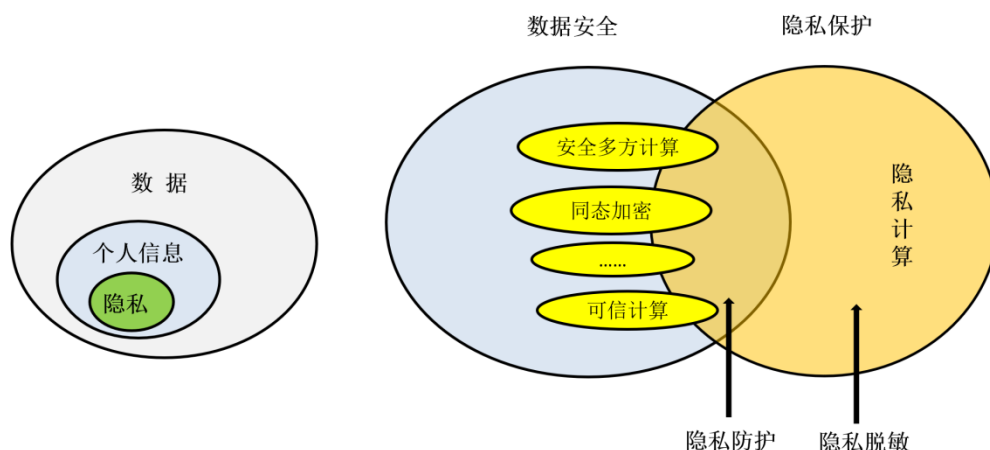 数据
个人信息
隐私
数据安全
隐私保护
安全多方计算
同态加密
......
可信计算
隐私计算
隐私防护
隐私脱敏